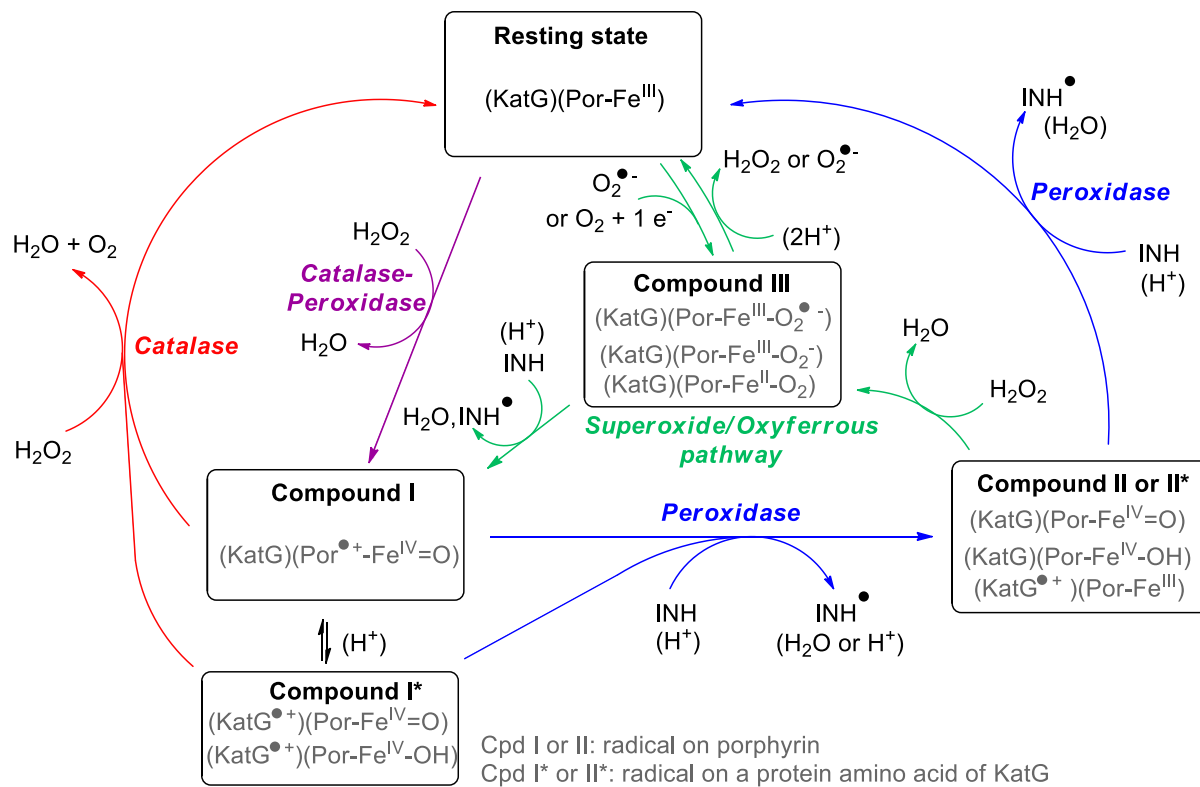 Resting state
(KatG)(Por-Fe^III)
INH^●
(H₂O)
H₂O₂ or O₂^●-
O₂^●-
or O₂ + 1 e⁻
(2H⁺)
Peroxidase
INH
(H⁺)
H₂O + O₂
H₂O₂
Catalase-
Peroxidase
H₂O
Catalase
H₂O₂
Compound III
(KatG)(Por-Fe^III-O₂^● -)
(KatG)(Por-Fe^III-O₂^-)
(KatG)(Por-Fe^II-O₂)
(H⁺)
INH
H₂O,INH^●
Superoxide/Oxyferrous
pathway
H₂O
H₂O₂
Compound I
(KatG)(Por^●+-Fe^IV=O)
Peroxidase
INH
(H⁺)
INH^●
(H₂O or H⁺)
Compound II or II*
(KatG)(Por-Fe^IV=O)
(KatG)(Por-Fe^IV-OH)
(KatG^●+ )(Por-Fe^III)
(H⁺)
Compound I*
(KatG^●+)(Por-Fe^IV=O)
(KatG^●+)(Por-Fe^IV-OH)
Cpd I or II: radical on porphyrin
Cpd I* or II*: radical on a protein amino acid of KatG